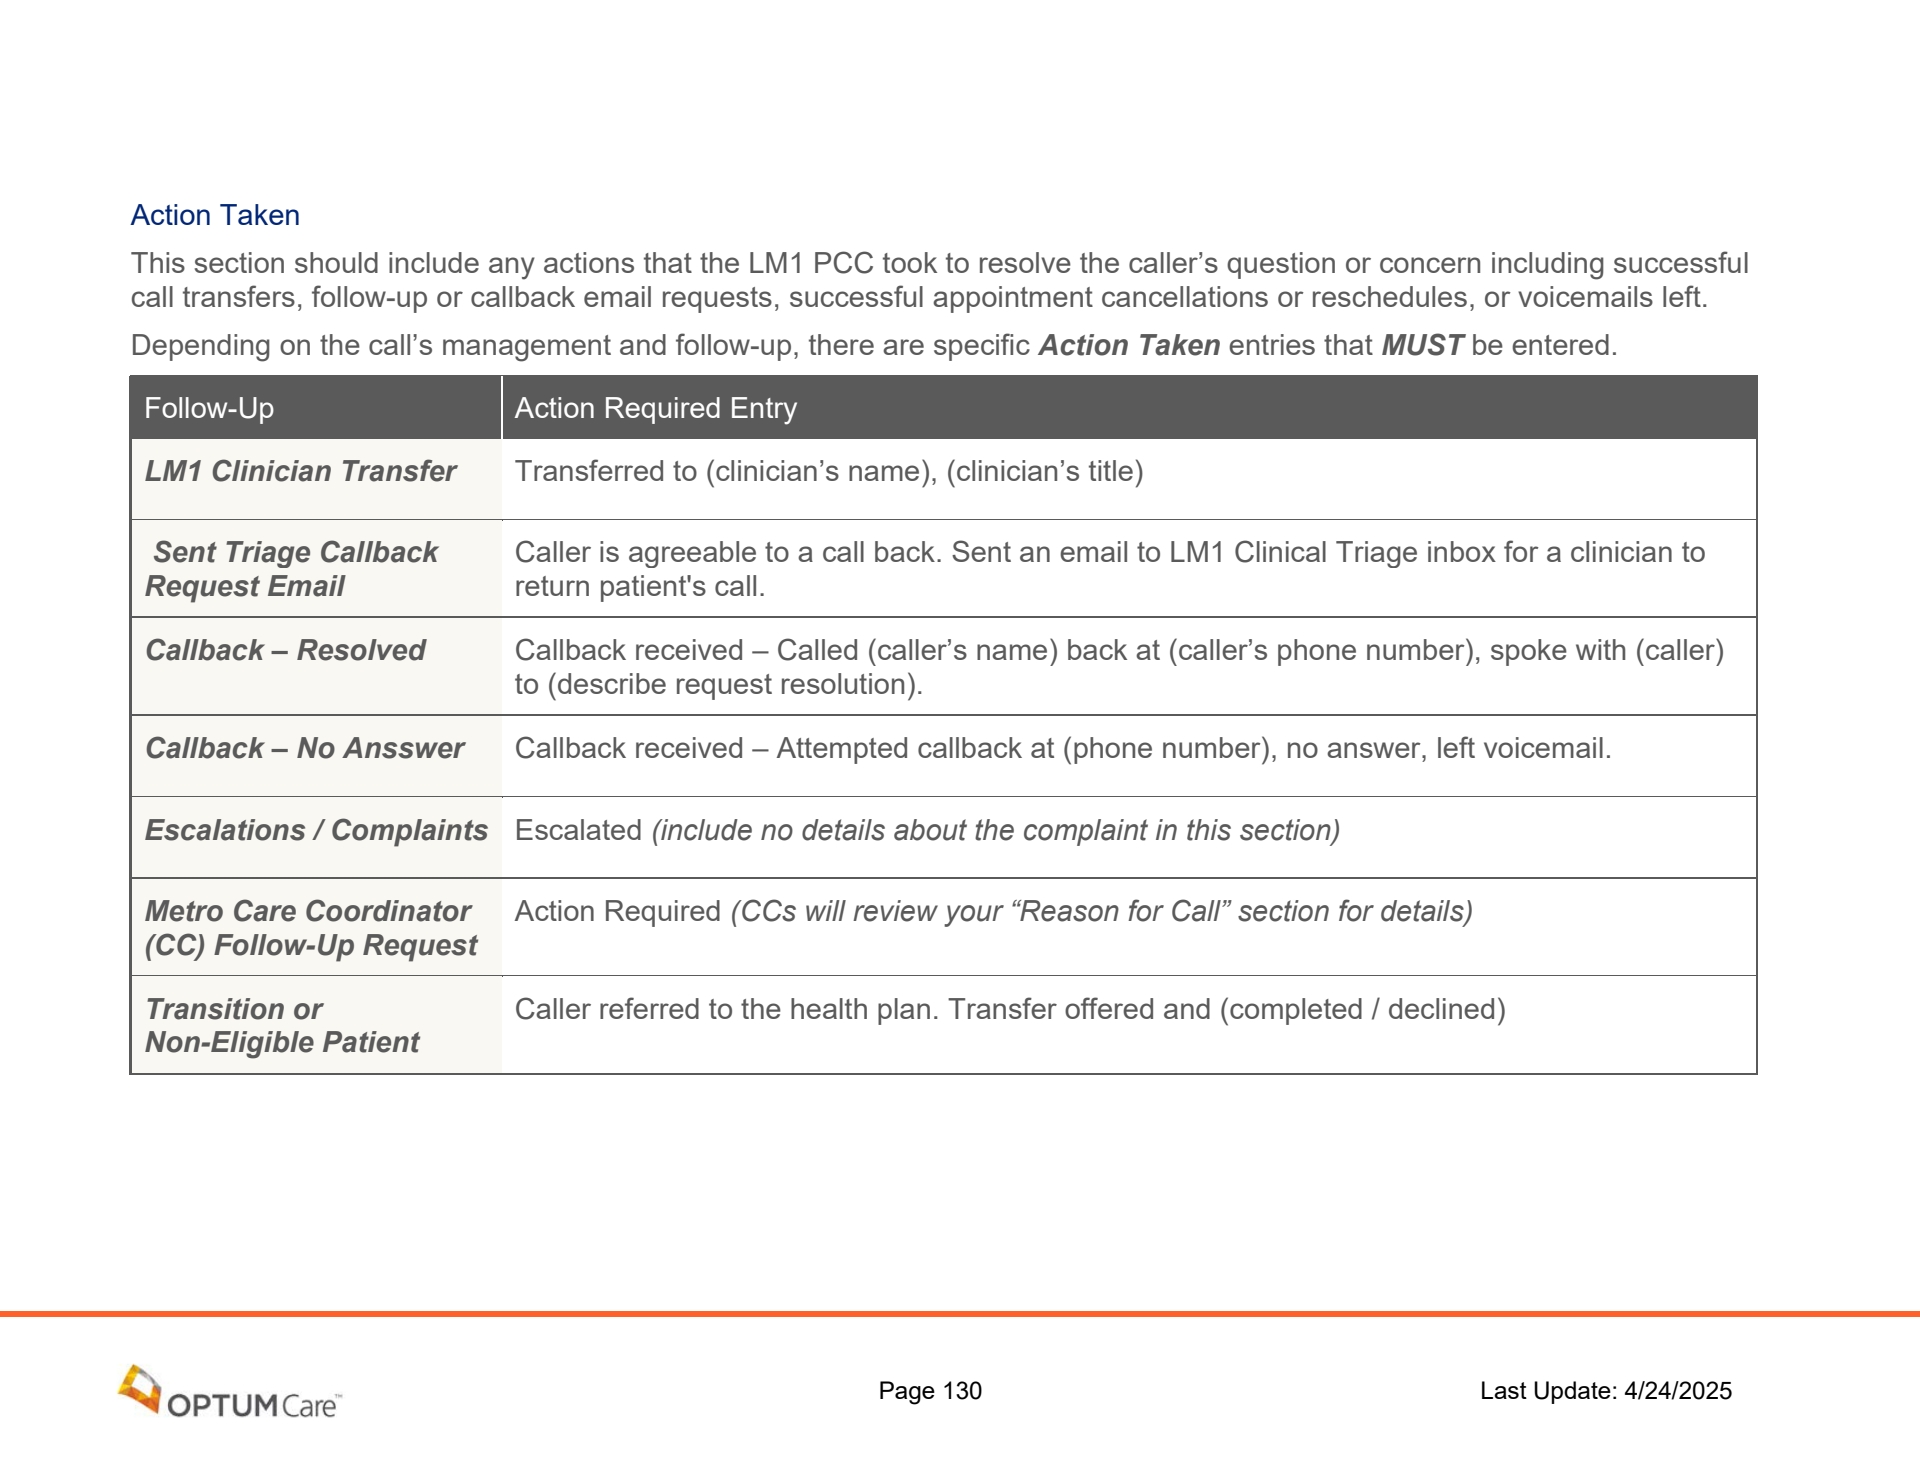 Action Taken
This section should include any actions that the LM1 PCC took to resolve the caller’s question or concern including successful
call transfers, follow-up or callback email requests, successful appointment cancellations or reschedules, or voicemails left.
Depending on the call’s management and follow-up, there are specific Action Taken entries that MUST be entered.
Follow-Up
Action Required Entry
LM1 Clinician Transfer
Transferred to (clinician’s name), (clinician’s title)
Sent Triage Callback
Request Email
Caller is agreeable to a call back. Sent an email to LM1 Clinical Triage inbox for a clinician to
return patient's call.
Callback – Resolved
Callback received – Called (caller’s name) back at (caller’s phone number), spoke with (caller)
to (describe request resolution).
Callback – No Ansswer
Callback received – Attempted callback at (phone number), no answer, left voicemail.
Escalations / Complaints
Escalated (include no details about the complaint in this section)
Metro Care Coordinator
(CC) Follow-Up Request
Action Required (CCs will review your “Reason for Call” section for details)
Transition or
Non-Eligible Patient
Caller referred to the health plan. Transfer offered and (completed / declined)
OPTUM Care™
Page 130
Last Update: 4/24/2025